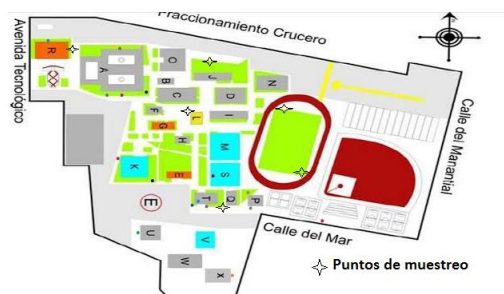 Fraccionamiento Crucero
Avenida Tecnológico
Calle del Manantial
R
A
O
B
C
J
D
N
F
G
L
I
H
M
K
E
S
T
Q
P
E
U
V
W
X
Calle del Mar
Puntos de muestreo